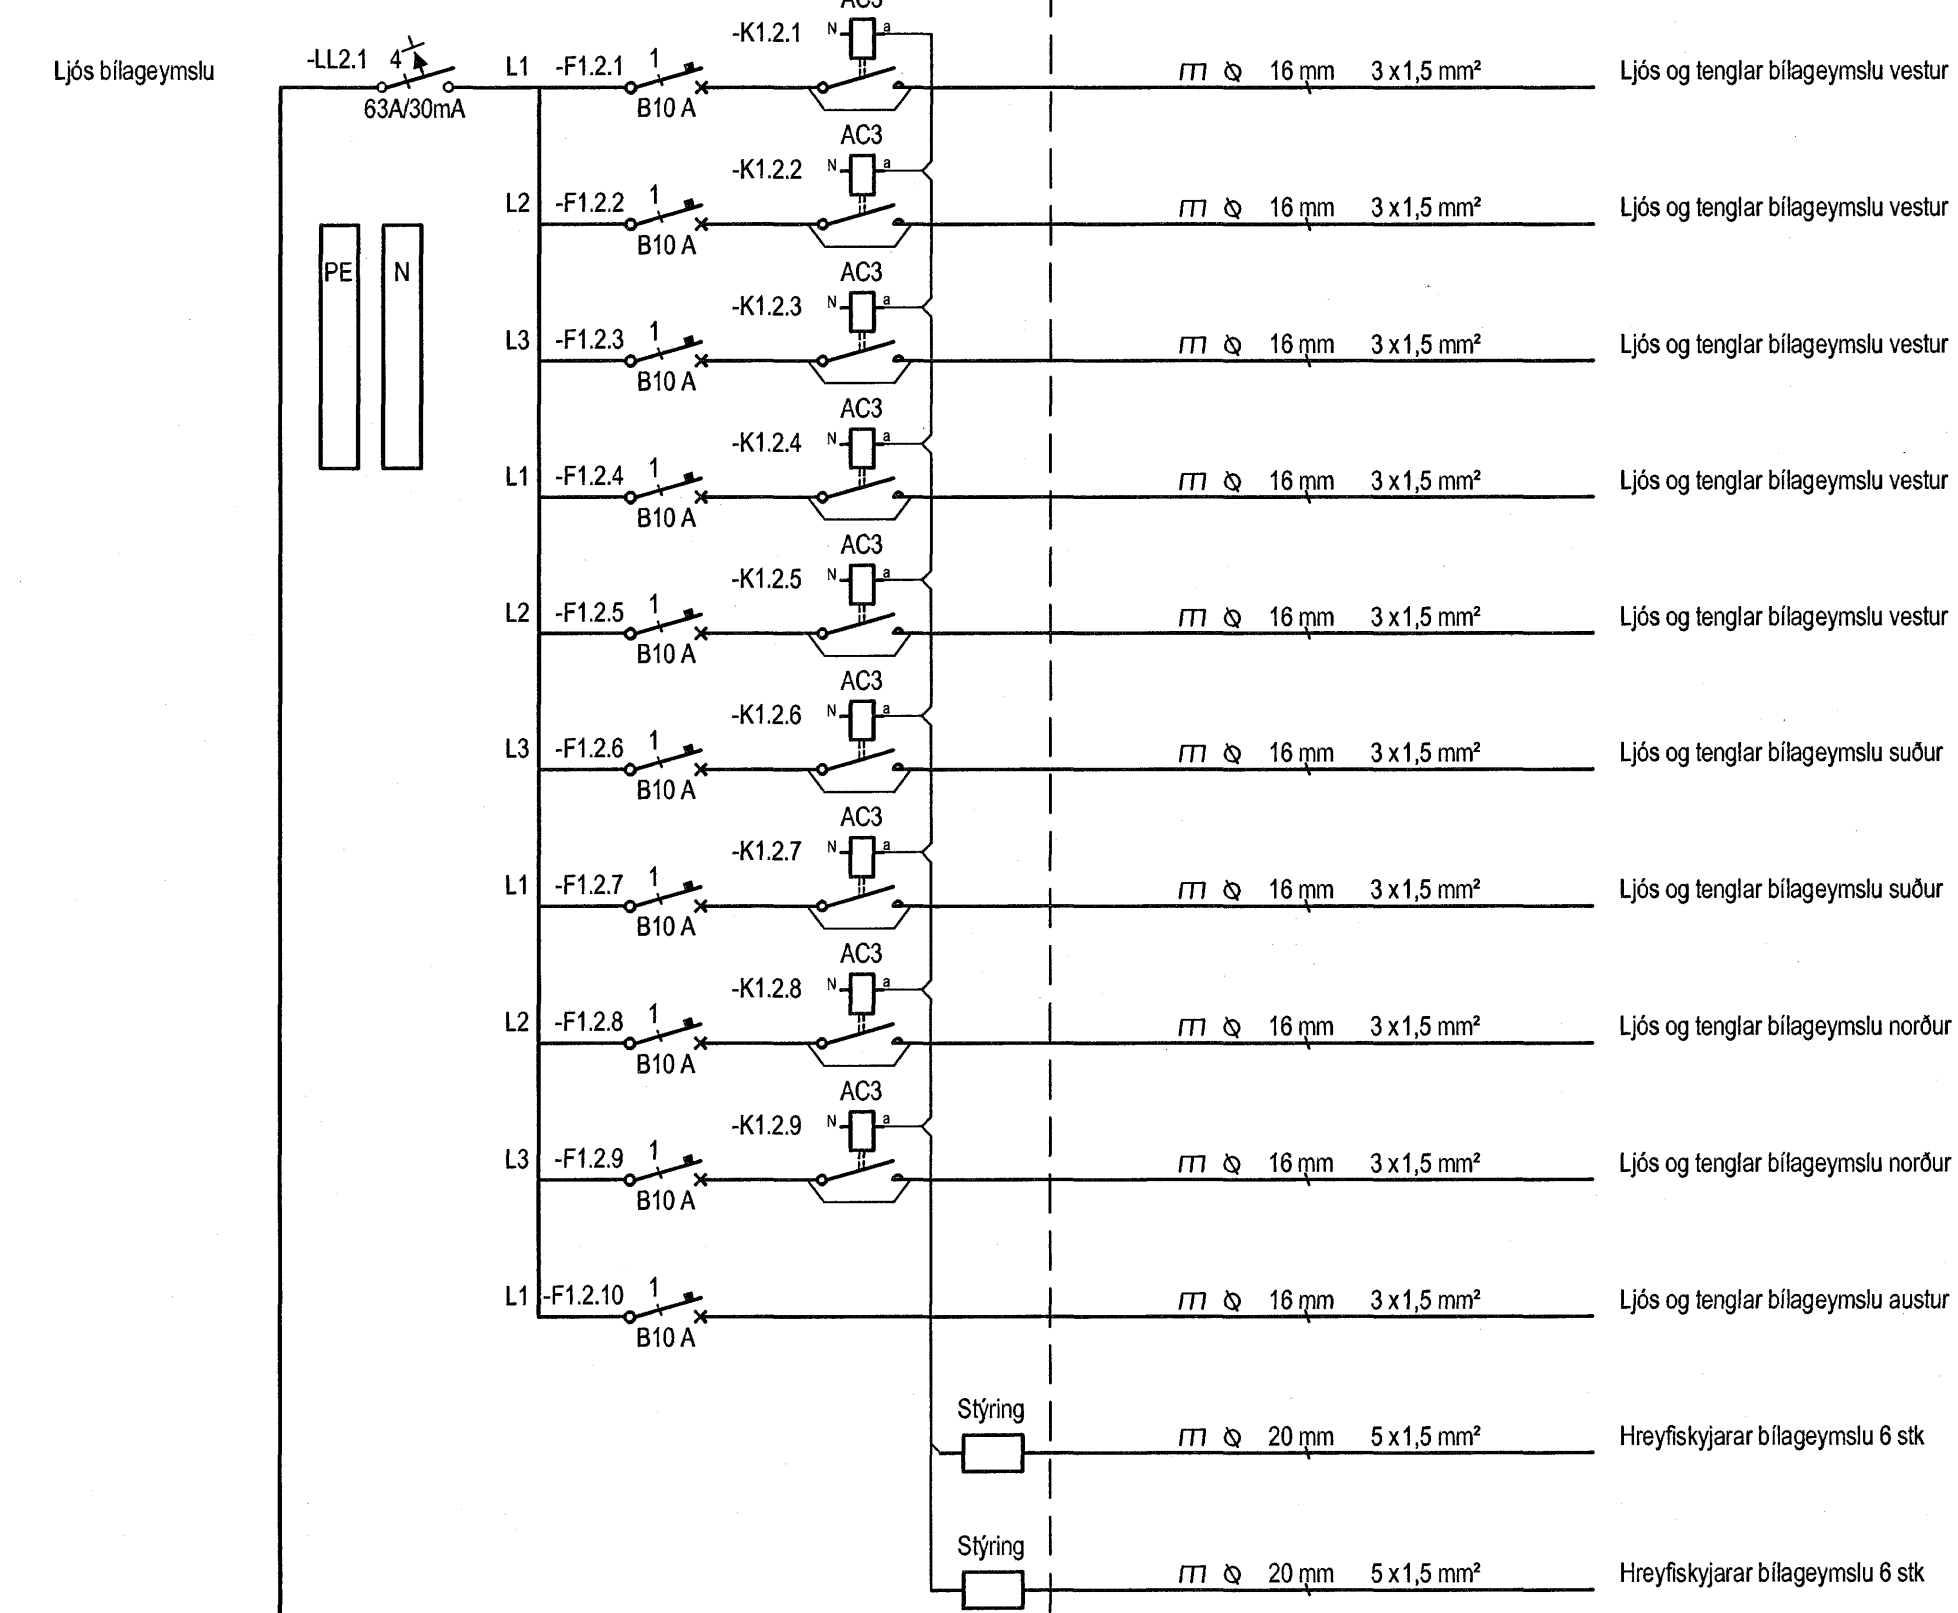 AC3
Ljós bílageymslu -LL2.1 4 L1 -F1.2.1 1 -K1.2.1 N a 16 mm 3 x 1,5 mm² Ljós og tenglar bílageymslu vestur
63A/30mA B10 A
AC3
L2 -F1.2.2 1 -K1.2.2 N a 16 mm 3 x 1,5 mm² Ljós og tenglar bílageymslu vestur
B10 A
PE N AC3
L3 -F1.2.3 1 -K1.2.3 N a 16 mm 3 x 1,5 mm² Ljós og tenglar bílageymslu vestur
B10 A
AC3
L1 -F1.2.4 1 -K1.2.4 N a 16 mm 3 x 1,5 mm² Ljós og tenglar bílageymslu vestur
B10 A
AC3
L2 -F1.2.5 1 -K1.2.5 N a 16 mm 3 x 1,5 mm² Ljós og tenglar bílageymslu vestur
B10 A
AC3
L3 -F1.2.6 1 -K1.2.6 N a 16 mm 3 x 1,5 mm² Ljós og tenglar bílageymslu suður
B10 A
AC3
L1 -F1.2.7 1 -K1.2.7 N a 16 mm 3 x 1,5 mm² Ljós og tenglar bílageymslu suður
B10 A
AC3
L2 -F1.2.8 1 -K1.2.8 N a 16 mm 3 x 1,5 mm² Ljós og tenglar bílageymslu norður
B10 A
AC3
L3 -F1.2.9 1 -K1.2.9 N a 16 mm 3 x 1,5 mm² Ljós og tenglar bílageymslu norður
B10 A
L1 -F1.2.10 1 16 mm 3 x 1,5 mm² Ljós og tenglar bílageymslu austur
B10 A
Stýring
20 mm 5 x 1,5 mm² Hreyfiskyjarar bílageymslu 6 stk
Stýring
20 mm 5 x 1,5 mm² Hreyfiskyjarar bílageymslu 6 stk